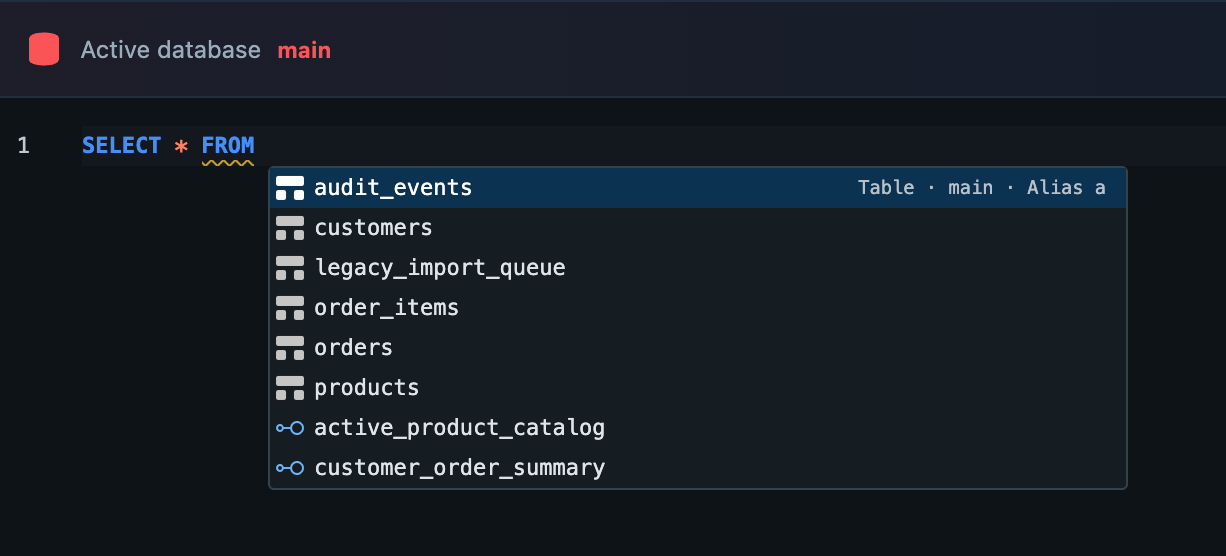 Active database main
1 SELECT * FROM
audit_events Table · main · Alias a
customers
legacy_import_queue
order_items
orders
products
active_product_catalog
customer_order_summary